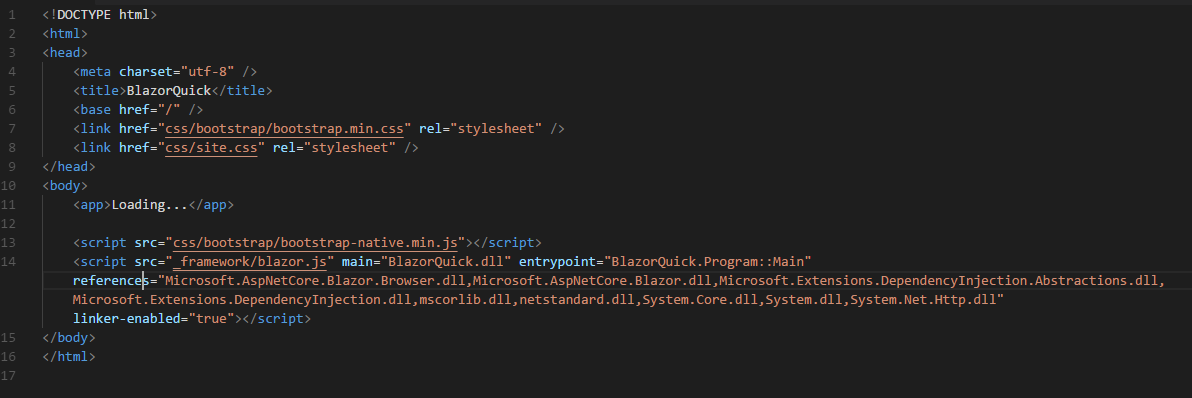 1 <!DOCTYPE html>
2 <html>
3 <head>
4     <meta charset="utf-8" />
5     <title>BlazorQuick</title>
6     <base href="/" />
7     <link href="css/bootstrap/bootstrap.min.css" rel="stylesheet" />
8     <link href="css/site.css" rel="stylesheet" />
9 </head>
10 <body>
11     <app>Loading...</app>
12
13     <script src="css/bootstrap/bootstrap-native.min.js"></script>
14     <script src="_framework/blazor.js" main="BlazorQuick.dll" entrypoint="BlazorQuick.Program::Main"
    references="Microsoft.AspNetCore.Blazor.Browser.dll,Microsoft.AspNetCore.Blazor.dll,Microsoft.Extensions.DependencyInjection.Abstractions.dll,
    Microsoft.Extensions.DependencyInjection.dll,mscorlib.dll,netstandard.dll,System.Core.dll,System.dll,System.Net.Http.dll"
    linker-enabled="true"></script>
15 </body>
16 </html>
17